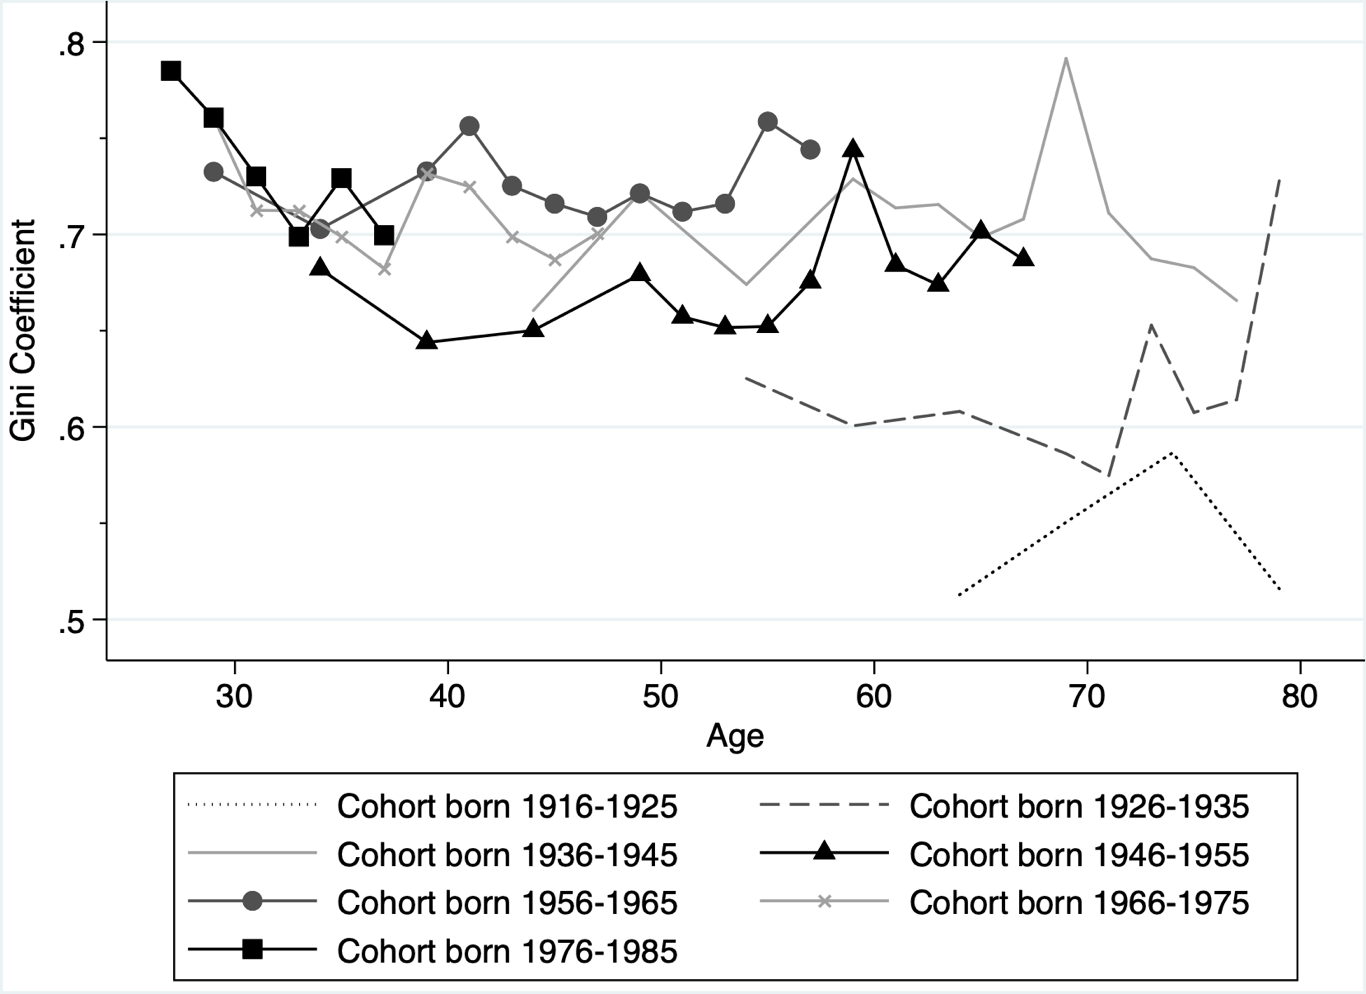 .8
.7
.6
.5
Gini Coefficient
30 40 50 60 70 80
Age
Cohort born 1916-1925 Cohort born 1926-1935
Cohort born 1936-1945 Cohort born 1946-1955
Cohort born 1956-1965 Cohort born 1966-1975
Cohort born 1976-1985